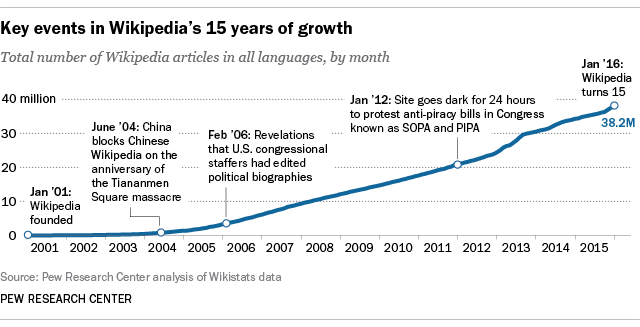 Key events in Wikipedia's 15 years of growth
Total number of Wikipedia articles in all languages, by month
Jan '16:
Wikipedia
turns 15
38.2M
Jan '12: Site goes dark for 24 hours
to protest anti-piracy bills in Congress
known as SOPA and PIPA
Feb '06: Revelations
that U.S. congressional
staffers had edited
political biographies
June '04: China
blocks Chinese
Wikipedia on the
anniversary of
the Tiananmen
Square massacre
Jan '01:
Wikipedia
founded
40 million
30
20
10
0
2001 2002 2003 2004 2005 2006 2007 2008 2009 2010 2011 2012 2013 2014 2015
Source: Pew Research Center analysis of Wikistats data
PEW RESEARCH CENTER